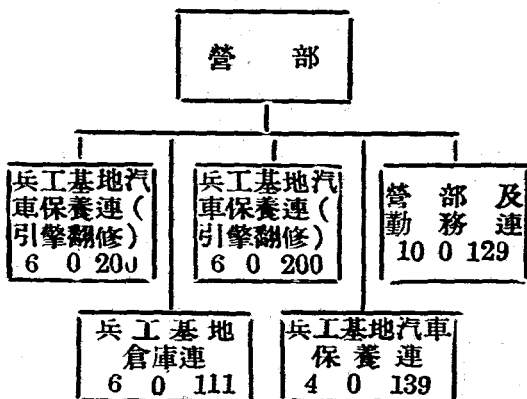 營部
兵工基地汽
車保養連（
引擎翻修）
6 0 200
兵工基地汽
車保養連（
引擎翻修）
6 0 200
營部及
勤務連
10 0 129
兵工基地
倉庫連
6 0 111
兵工基地汽車
保養連
4 0 139